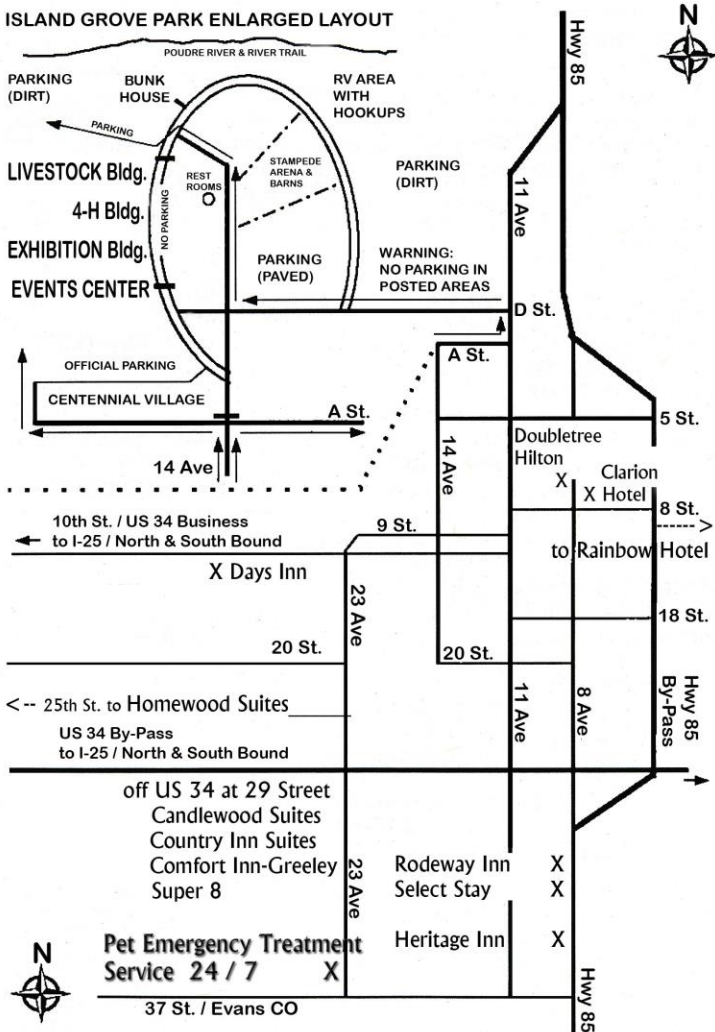 ISLAND GROVE PARK ENLARGED LAYOUT
POUDRE RIVER & RIVER TRAIL
N
Hwy 85
PARKING
(DIRT)
BUNK
HOUSE
RV AREA
WITH
HOOKUPS
PARKING
LIVESTOCK Bldg.
REST
ROOMS
STAMPEDE
ARENA &
BARNS
PARKING
(DIRT)
11 Ave
4-H Bldg.
NO PARKING
EXHIBITION Bldg.
PARKING
(PAVED)
WARNING:
NO PARKING IN
POSTED AREAS
EVENTS CENTER
D St.
A St.
OFFICIAL PARKING
CENTENNIAL VILLAGE
A St.
5 St.
14 Ave
14 Ave
Doubletree
Hilton
X
Clarion
X Hotel
8 St.
10th St. / US 34 Business
to I-25 / North & South Bound
9 St.
---->
to Rainbow Hotel
X Days Inn
23 Ave
18 St.
20 St.
20 St.
<-- 25th St. to Homewood Suites
11 Ave
8 Ave
Hwy 85
By-Pass
US 34 By-Pass
to I-25 / North & South Bound
off US 34 at 29 Street
Candlewood Suites
Country Inn Suites
Comfort Inn-Greeley
Super 8
23 Ave
Rodeway Inn X
Select Stay X
Heritage Inn X
N
Pet Emergency Treatment
Service 24 / 7 X
37 St. / Evans CO
Hwy 85